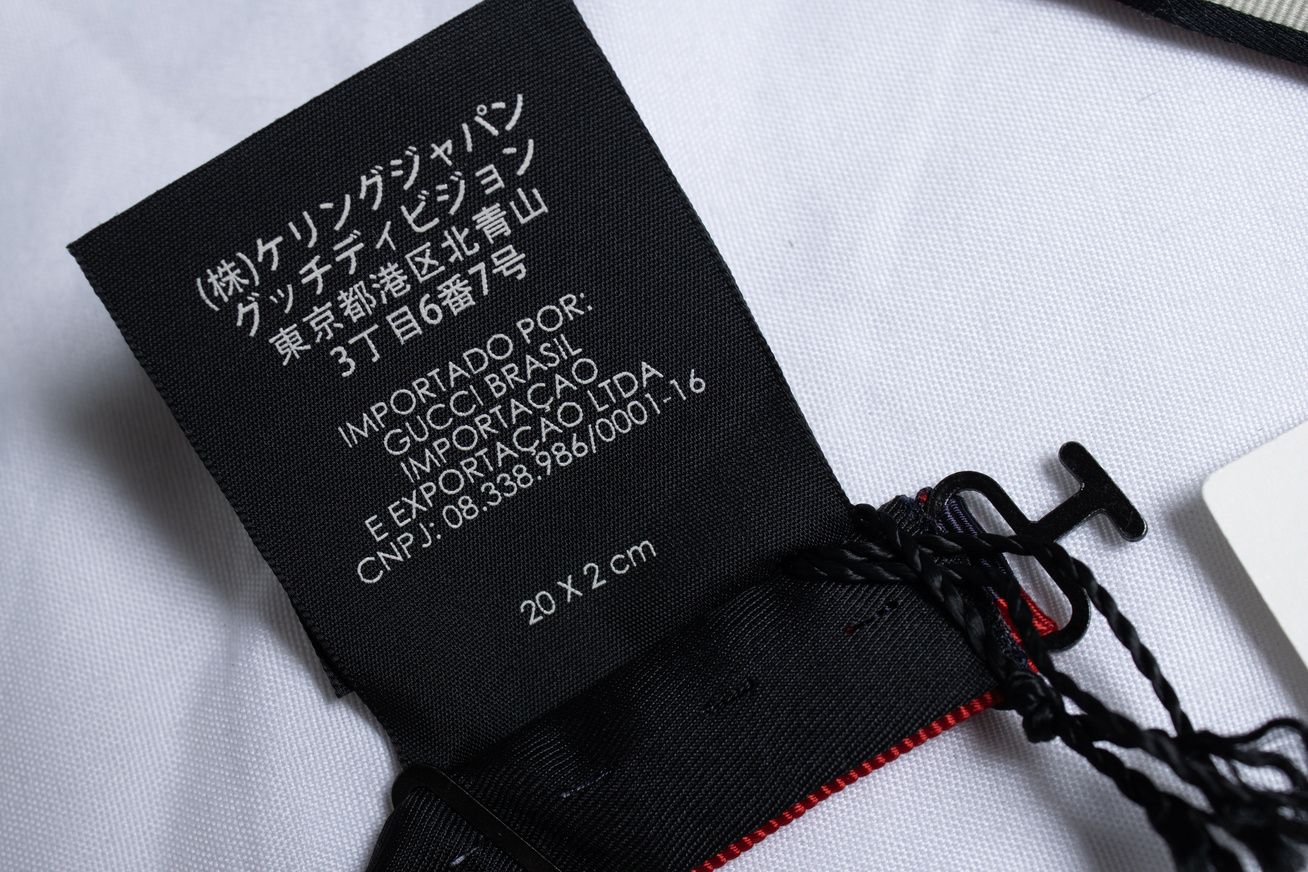 (株)ケリングジャパン
グッチディビジョン
東京都港区北青山
3丁目6番7号
IMPORTADO POR:
GUCCI BRASIL
IMPORTAÇAO
E EXPORTAÇAO LTDA
CNPJ: 08.338.986/0001-16
20 X 2 cm